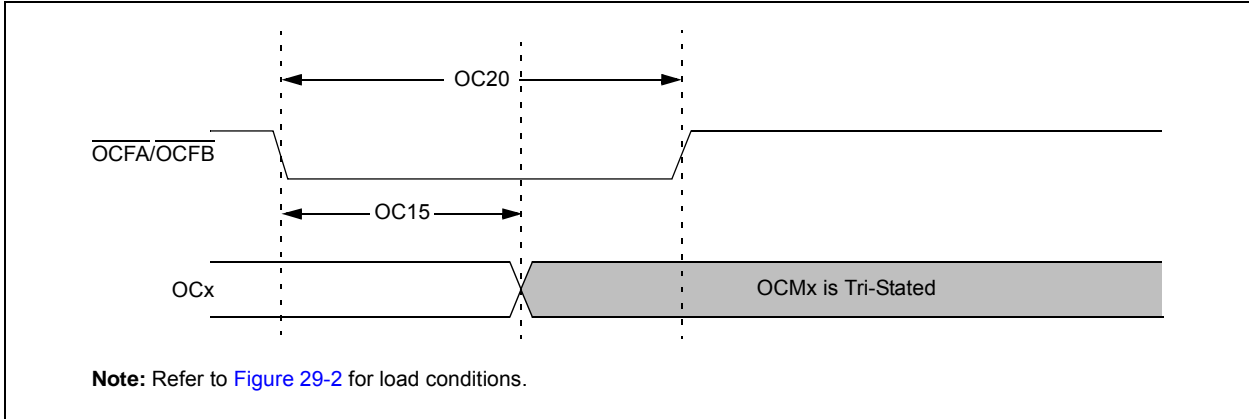 OC20
OCFA/OCFB
OC15
OCx
OCMx is Tri-Stated
Note: Refer to Figure 29-2 for load conditions.